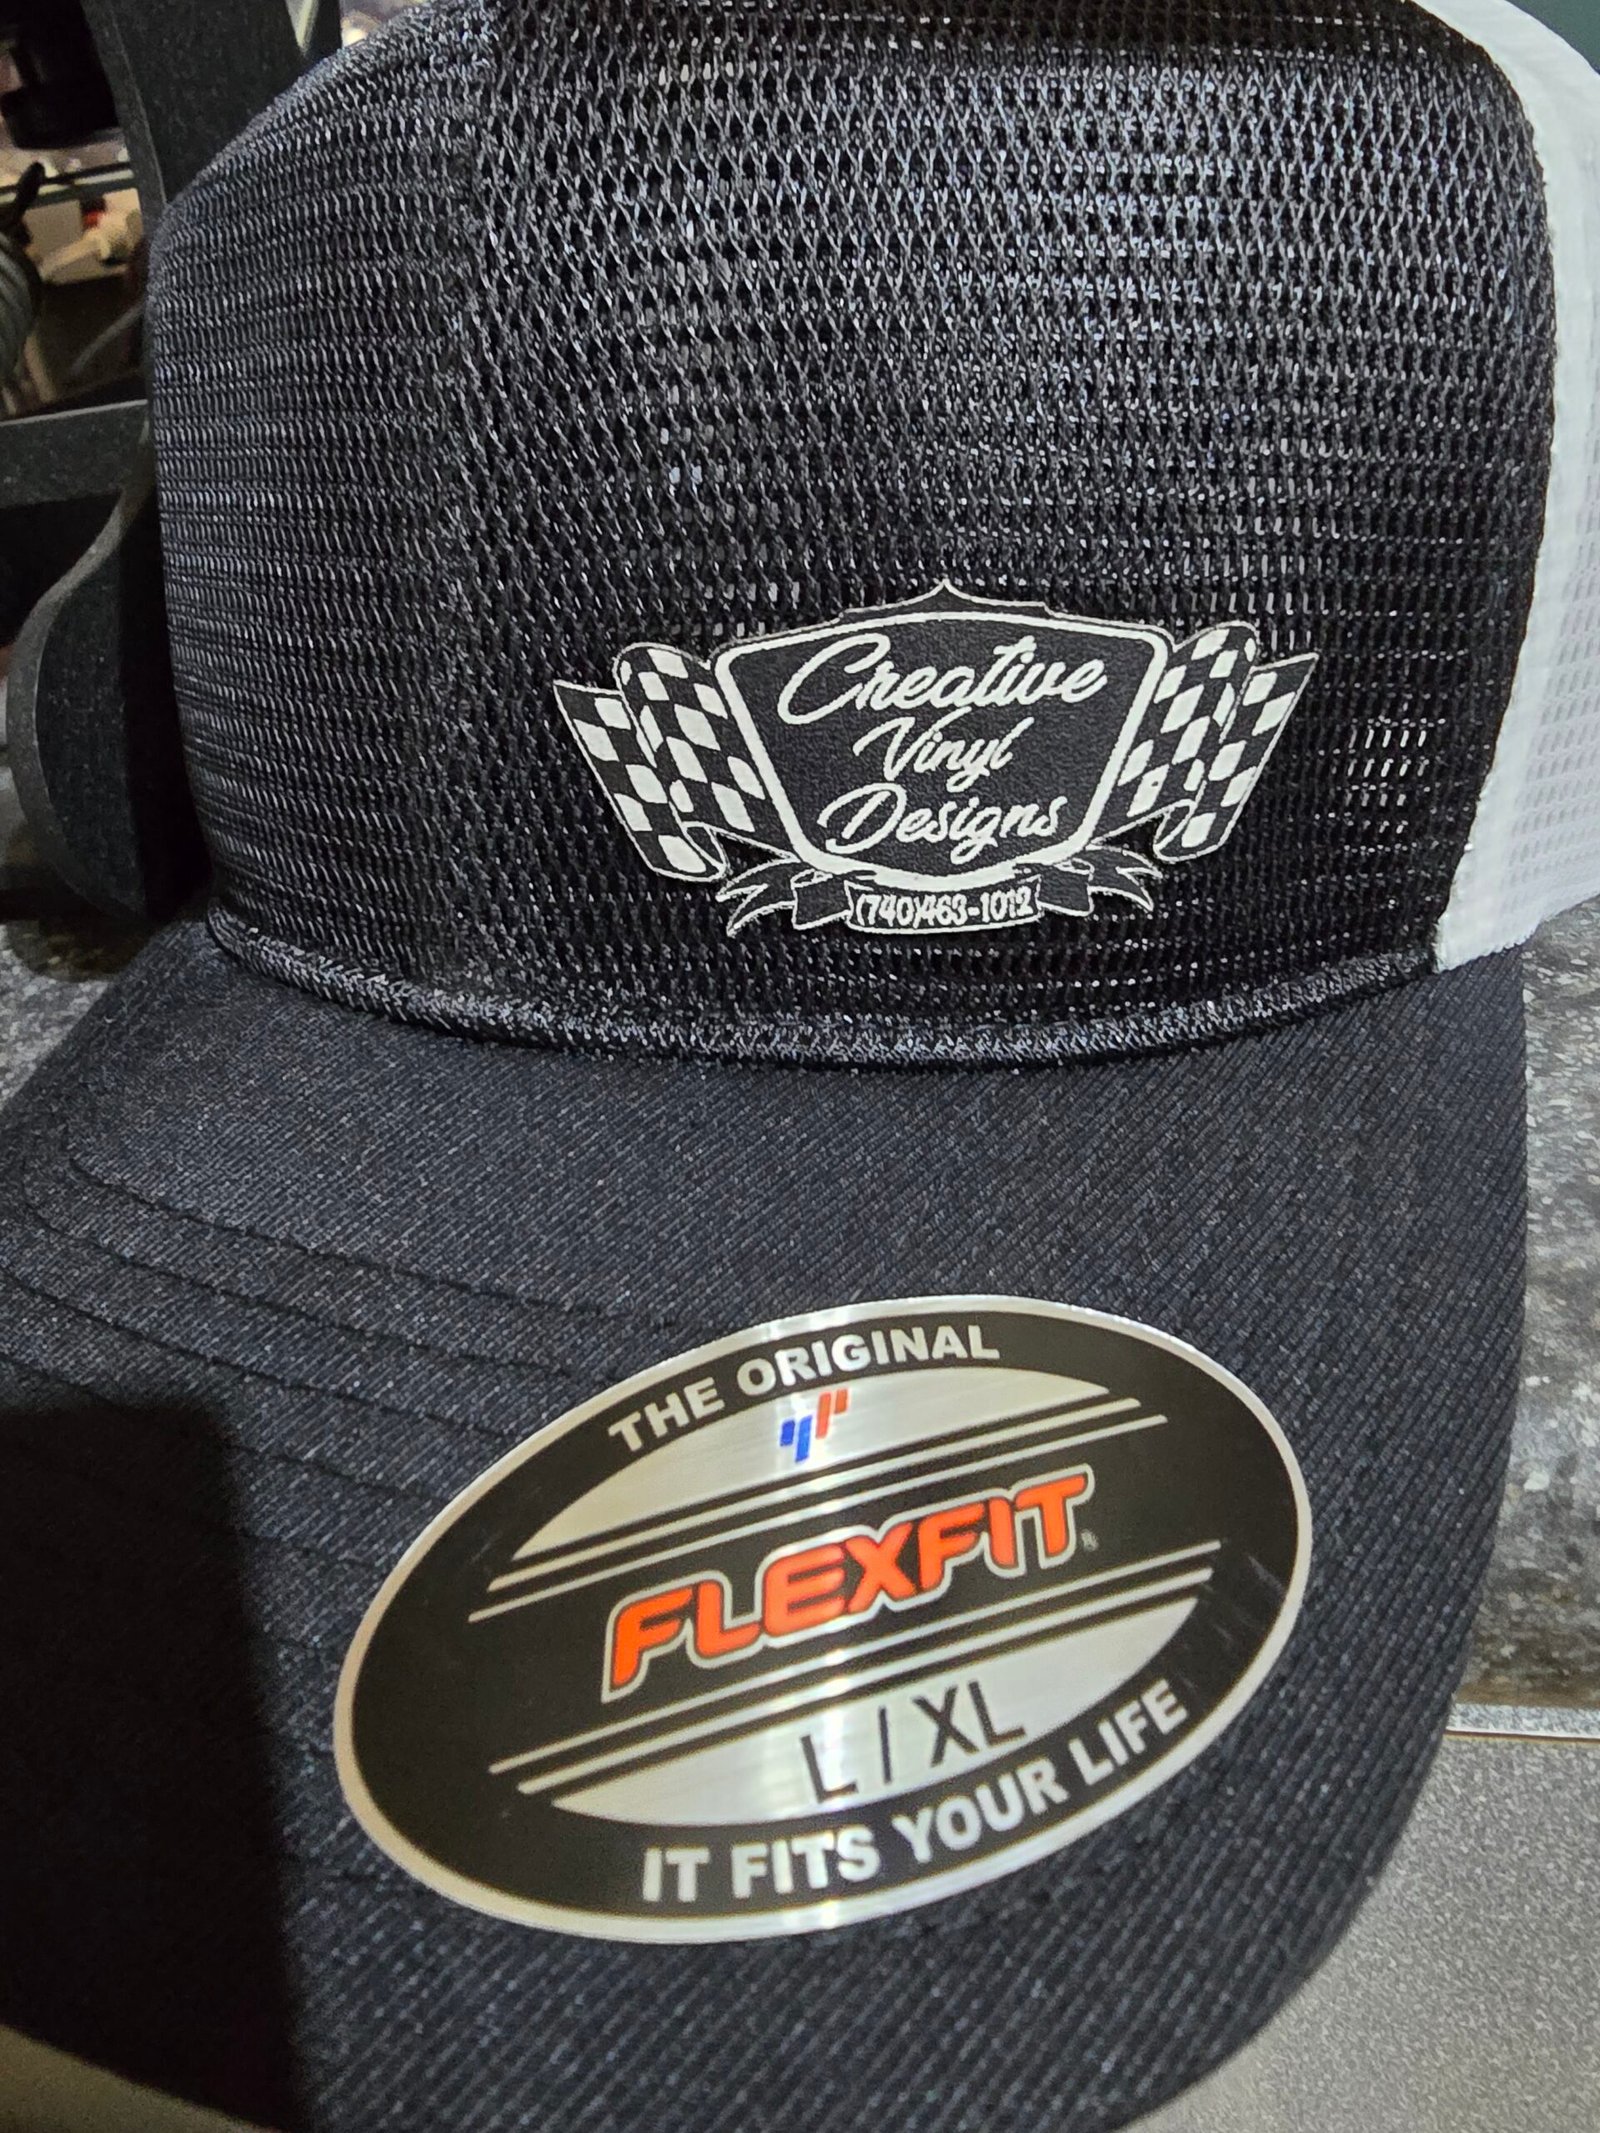 Creative
Vinyl
Designs
(740)463-1012
THE ORIGINAL
FLEXFIT®
L / XL
IT FITS YOUR LIFE